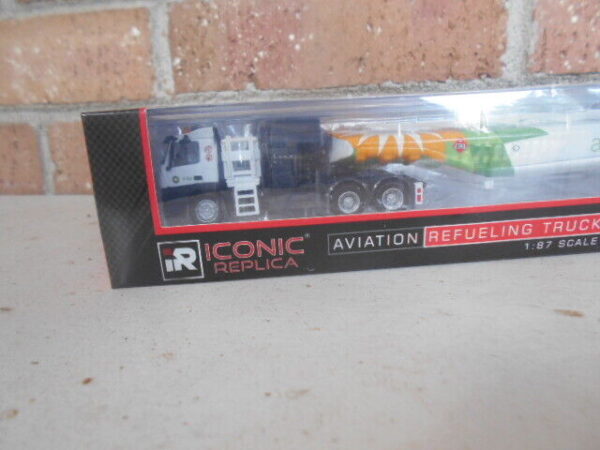 iR ICONIC®
REPLICA
AVIATION REFUELING TRUCK
1:87 SCALE